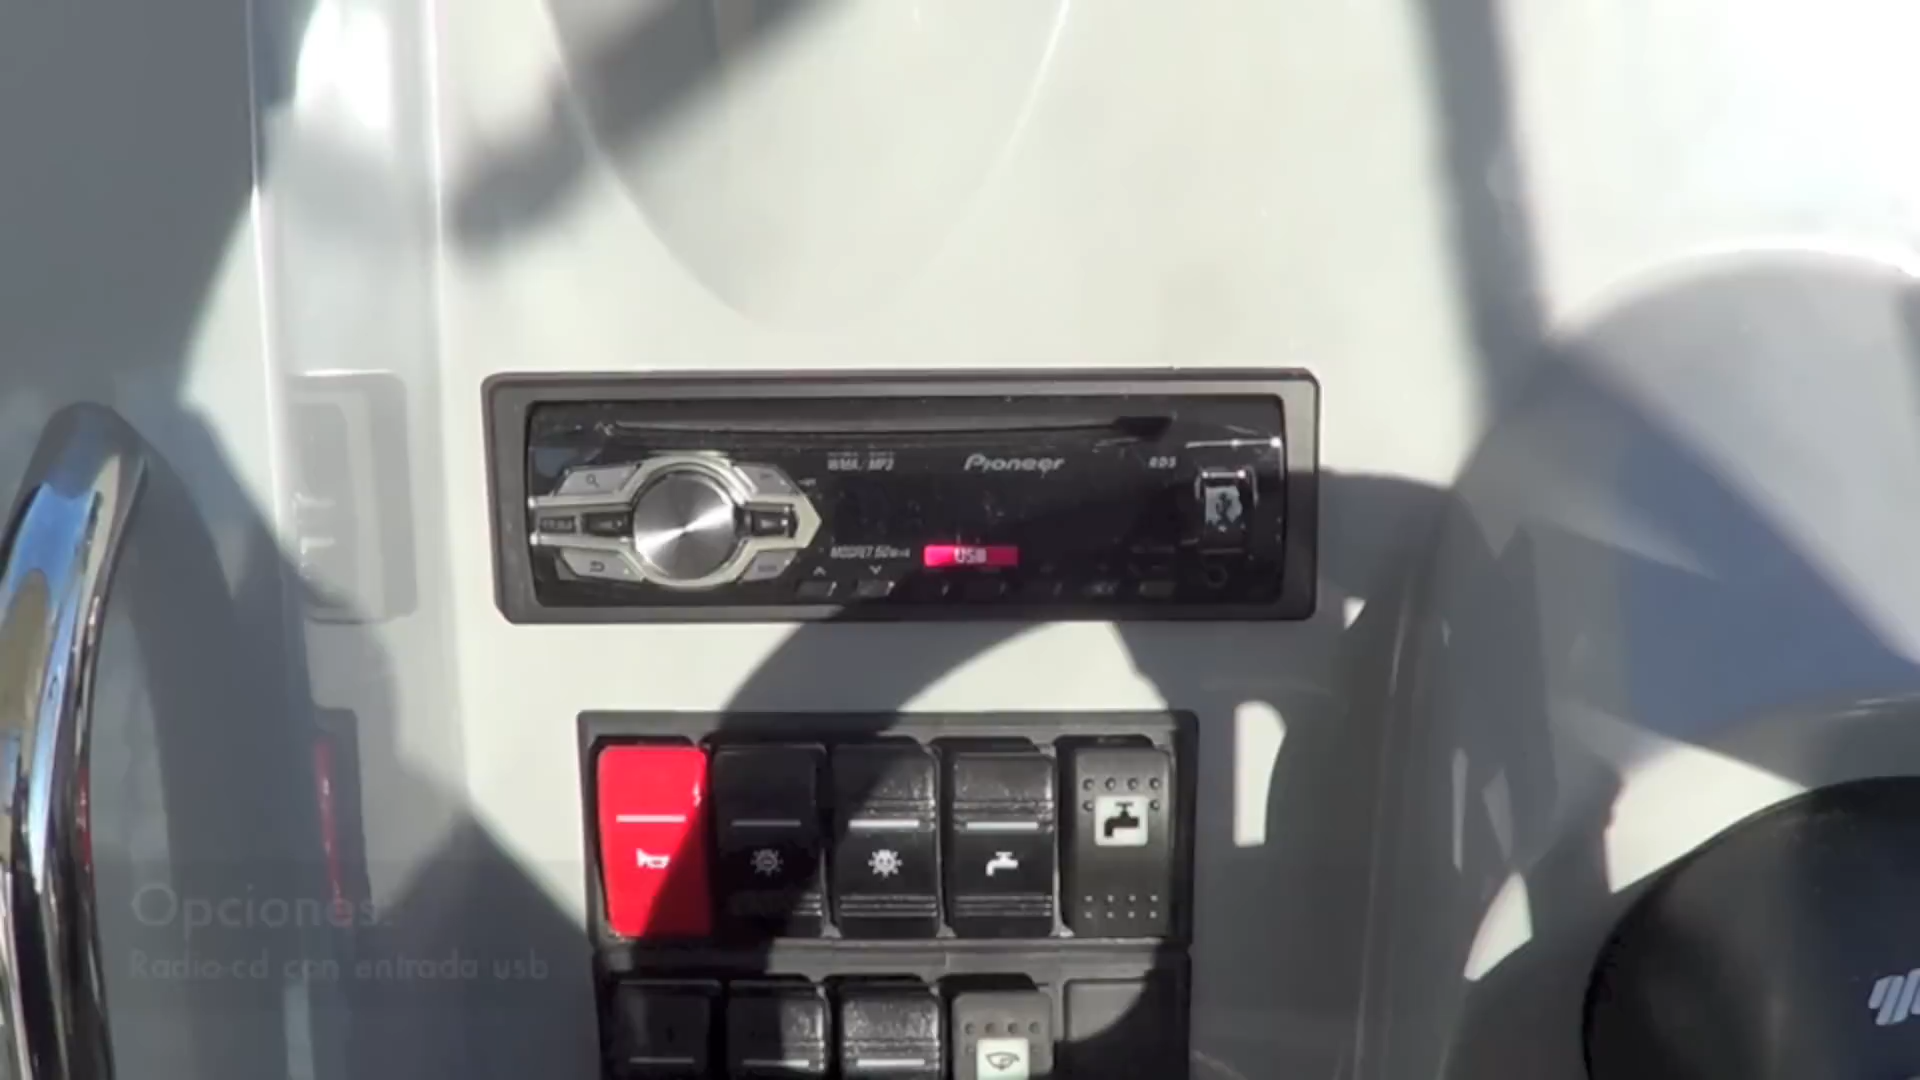 WMA/MP3
Pioneer
RDS
MOSFET 50W×4
USB
Opciones:
Radio-cd con entrada usb